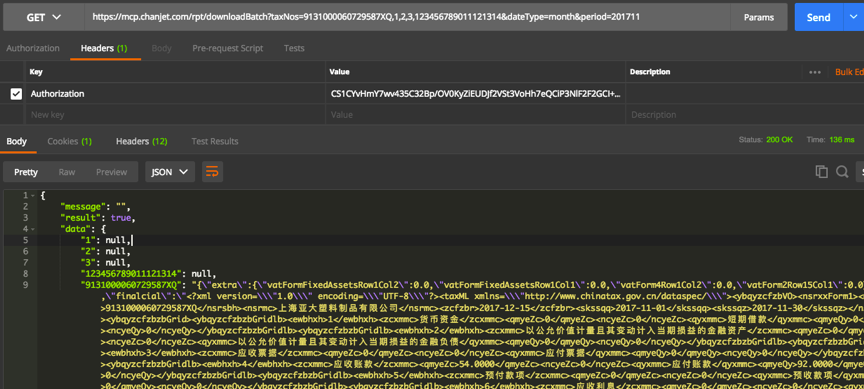 GET https://mcp.chanjet.com/rpt/downloadBatch?taxNos=9131000060729587XQ,1,2,3,123456789011121314&dateType=month&period=201711 Params Send
Authorization Headers (1) Body Pre-request Script Tests
Key Value Description ••• Bulk Ed
Authorization CS1CYvHmY7wv435C32Bp/OV0KyZiEUDJf2VSt3VoHh7eQCiP3NlF2F2GCI+...
New key Value Description
Body Cookies (1) Headers (12) Test Results Status: 200 OK Time: 136 ms
Pretty Raw Preview JSON
1 {
2 "message": "",
3 "result": true,
4 "data": {
5 "1": null,
6 "2": null,
7 "3": null,
8 "123456789011121314": null,
9 "9131000060729587XQ": "{\"extra\":{\"vatFormFixedAssetsRow1Col2\":0.0,\"vatFormFixedAssetsRow1Col1\":0.0,\"vatForm4Row1Col2\":0.0,\"vatForm2Row15Col1\":0.0
,\"finalcial\":\"<?xml version=\\\"1.0\\\" encoding=\\\"UTF-8\\\"?><taxML xmlns=\\\"http://www.chinatax.gov.cn/dataspec/\\\"><ybqyzcfzbVO><nsrxxForm1><
>9131000060729587XQ</nsrsbh><nsrmc>上海亚大塑料制品有限公司</nsrmc><zcfzbr>2017-12-15</zcfzbr><skssqq>2017-11-01</skssqq><skssqz>2017-11-30</skssqz></nsrxx
><ybqyzcfzbzbGridlb><ewbhxh>1</ewbhxh><zcxmmc>货币资金</zcxmmc><qmyeZc>0</qmyeZc><ncyeZc>0</ncyeZc><qyxmmc>短期借款</qyxmmc><qmyeQy>0</qmyeQy
><ncyeQy>0</ncyeQy></ybqyzcfzbzbGridlb><ybqyzcfzbzbGridlb><ewbhxh>2</ewbhxh><zcxmmc>以公允价值计量且其变动计入当期损益的金融资产</zcxmmc><qmyeZc>0</qmyeZc
><ncyeZc>0</ncyeZc><qyxmmc>以公允价值计量且其变动计入当期损益的金融负债</qyxmmc><qmyeQy>0</qmyeQy><ncyeQy>0</ncyeQy></ybqyzcfzbzbGridlb><ybqyzcfzbzbGridl
><ewbhxh>3</ewbhxh><zcxmmc>应收票据</zcxmmc><qmyeZc>0</qmyeZc><ncyeZc>0</ncyeZc><qyxmmc>应付票据</qyxmmc><qmyeQy>0</qmyeQy><ncyeQy>0</ncyeQy></ybqyzcfzb
><ybqyzcfzbzbGridlb><ewbhxh>4</ewbhxh><zcxmmc>应收账款</zcxmmc><qmyeZc>54.0000</qmyeZc><ncyeZc>0</ncyeZc><qyxmmc>应付账款</qyxmmc><qmyeQy>92.0000</qmyeQy
><ncyeQy>0</ncyeQy></ybqyzcfzbzbGridlb><ybqyzcfzbzbGridlb><ewbhxh>5</ewbhxh><zcxmmc>预付款项</zcxmmc><qmyeZc>0</qmyeZc><ncyeZc>0</ncyeZc><qyxmmc>预收款项